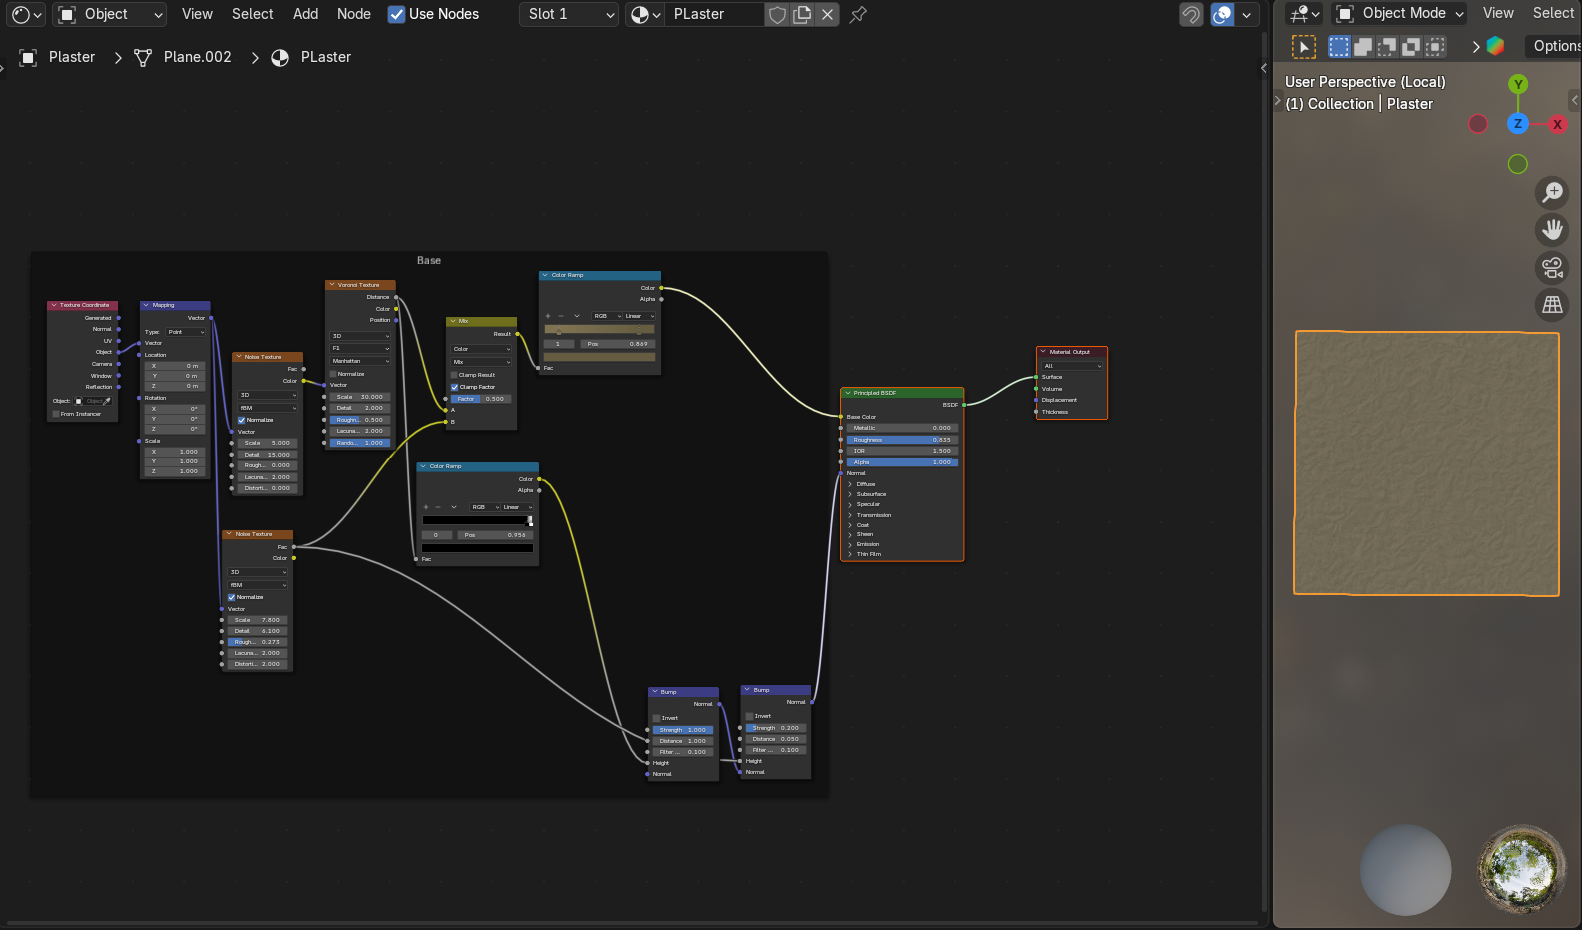 Object View Select Add Node Use Nodes Slot 1 PLaster
Plaster Plane.002 PLaster
Base
Texture Coordinate
Generated
Normal
UV
Object
Camera
Window
Reflection
Object: Object
From Instancer
Mapping
Vector
Type: Point
Vector
Location
X 0 m
Y 0 m
Z 0 m
Rotation
X 0°
Y 0°
Z 0°
Scale
X 1.000
Y 1.000
Z 1.000
Noise Texture
Fac
Color
3D
fBM
Normalize
Vector
Scale 5.000
Detail 15.000
Rough... 0.000
Lacuna... 2.000
Distorti... 0.000
Noise Texture
Fac
Color
3D
fBM
Normalize
Vector
Scale 7.800
Detail 6.100
Rough... 0.273
Lacuna... 2.000
Distorti... 2.000
Voronoi Texture
Distance
Color
Position
3D
F1
Manhattan
Normalize
Vector
Scale 30.000
Detail 2.000
Roughn... 0.500
Lacuna... 2.000
Rando... 1.000
Mix
Result
Color
Mix
Clamp Result
Clamp Factor
Factor 0.500
A
B
Color Ramp
Color
Alpha
RGB Linear
1 Pos 0.869
Fac
Color Ramp
Color
Alpha
RGB Linear
0 Pos 0.956
Fac
Bump
Normal
Invert
Strength 1.000
Distance 1.000
Filter ... 0.100
Height
Normal
Bump
Normal
Invert
Strength 0.200
Distance 0.050
Filter ... 0.100
Height
Normal
Principled BSDF
BSDF
Base Color
Metallic 0.000
Roughness 0.835
IOR 1.500
Alpha 1.000
Normal
Diffuse
Subsurface
Specular
Transmission
Coat
Sheen
Emission
Thin Film
Material Output
All
Surface
Volume
Displacement
Thickness
Object Mode View Select
Options
User Perspective (Local)
(1) Collection | Plaster
Y
Z
X